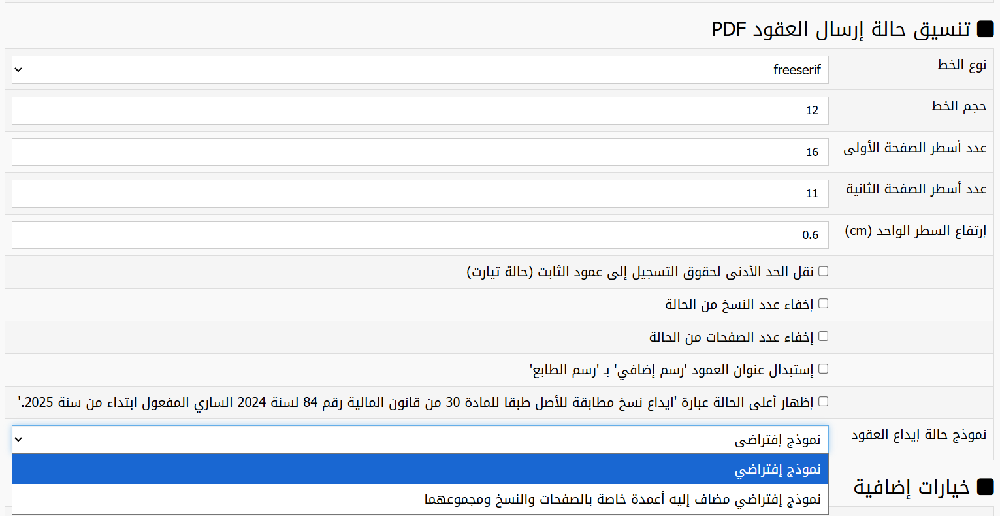 تنسيق حالة إرسال العقود PDF
نوع الخط
freeserif
حجم الخط
12
عدد أسطر الصفحة الأولى
16
عدد أسطر الصفحة الثانية
11
إرتفاع السطر الواحد (cm)
0.6
نقل الحد الأدنى لحقوق التسجيل إلى عمود الثابت (حالة تيارت)
إخفاء عدد النسخ من الحالة
إخفاء عدد الصفحات من الحالة
إستبدال عنوان العمود 'رسم إضافي' بـ 'رسم الطابع'
إظهار أعلى الحالة عبارة 'ايداع نسخ مطابقة للأصل طبقا للمادة 30 من قانون المالية رقم 84 لسنة 2024 الساري المفعول ابتداء من سنة 2025.'
نموذج حالة إيداع العقود
نموذج إفتراضي
نموذج إفتراضي
نموذج إفتراضي مضاف إليه أعمدة خاصة بالصفحات والنسخ ومجموعهما
خيارات إضافية